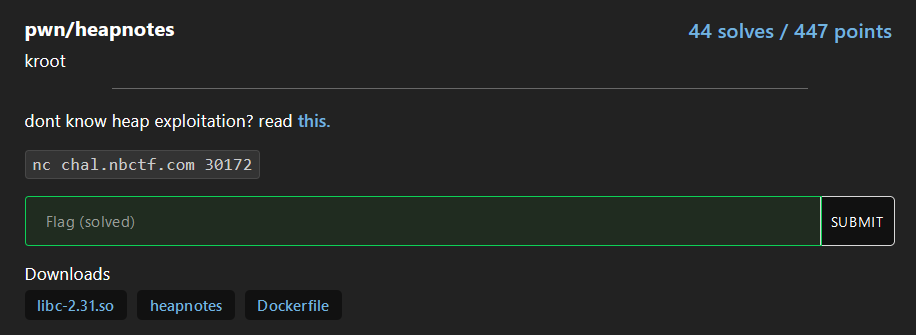 pwn/heapnotes
44 solves / 447 points
kroot
dont know heap exploitation? read this.
nc chal.nbctf.com 30172
Flag (solved)
SUBMIT
Downloads
libc-2.31.so
heapnotes
Dockerfile